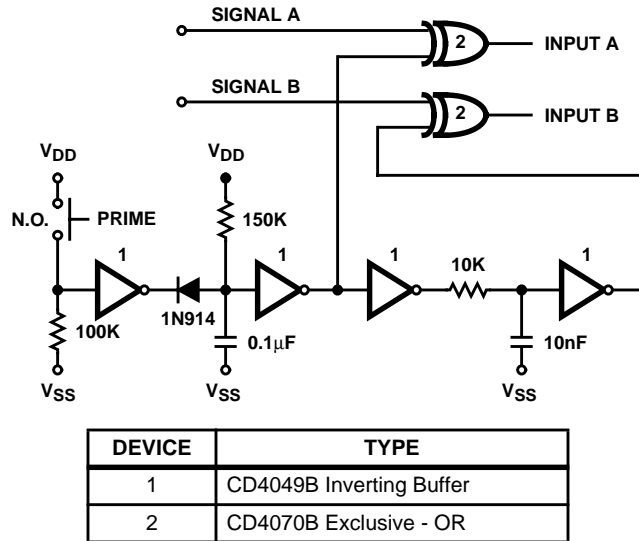 SIGNAL A
2
INPUT A
SIGNAL B
2
INPUT B
VDD
VDD
N.O.
PRIME
150K
1
1
1
10K
1
1N914
100K
0.1µF
10nF
VSS
VSS
VSS
DEVICE TYPE
1 CD4049B Inverting Buffer
2 CD4070B Exclusive - OR